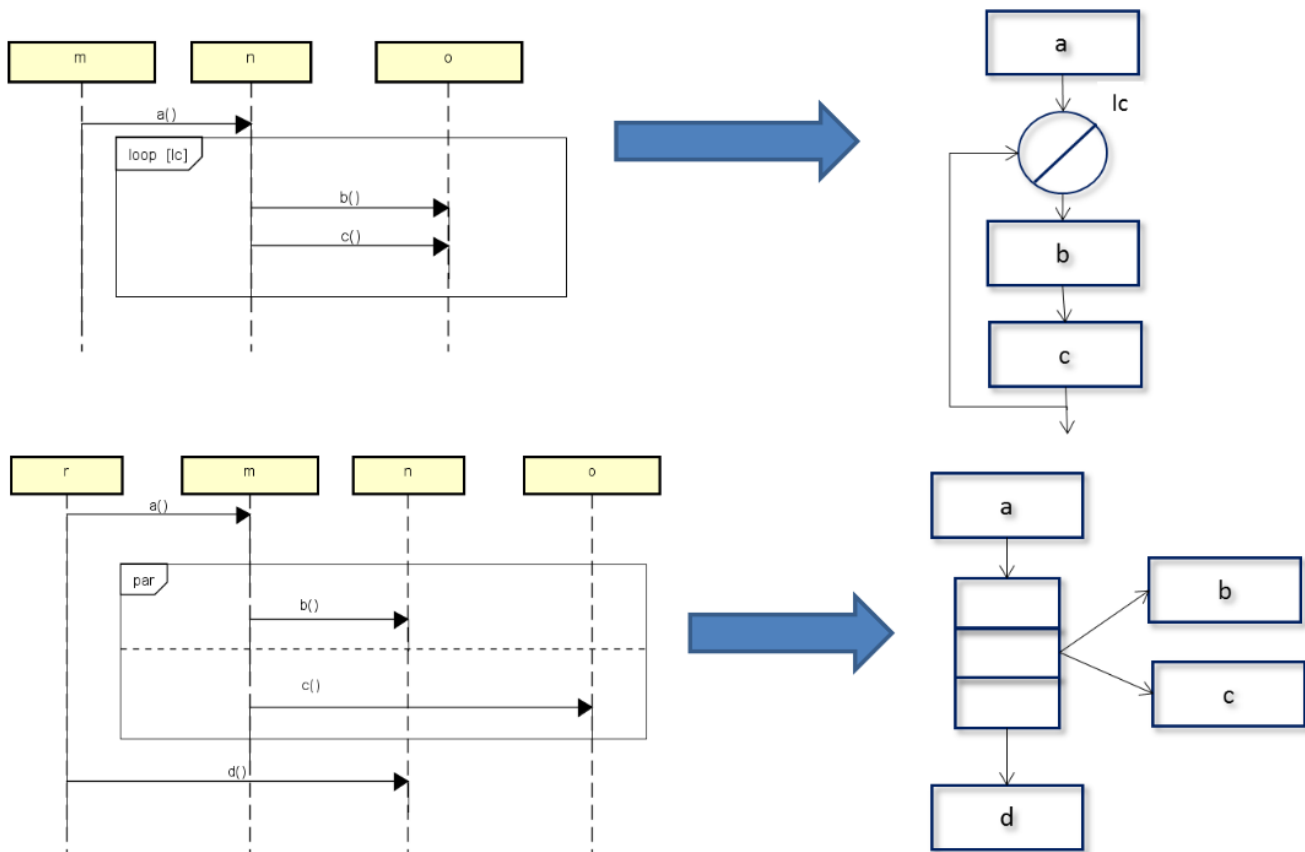 m n o
a()
loop [lc]
b()
c()
a
lc
b
c
r m n o
a()
par
b()
c()
d()
a
b
c
d